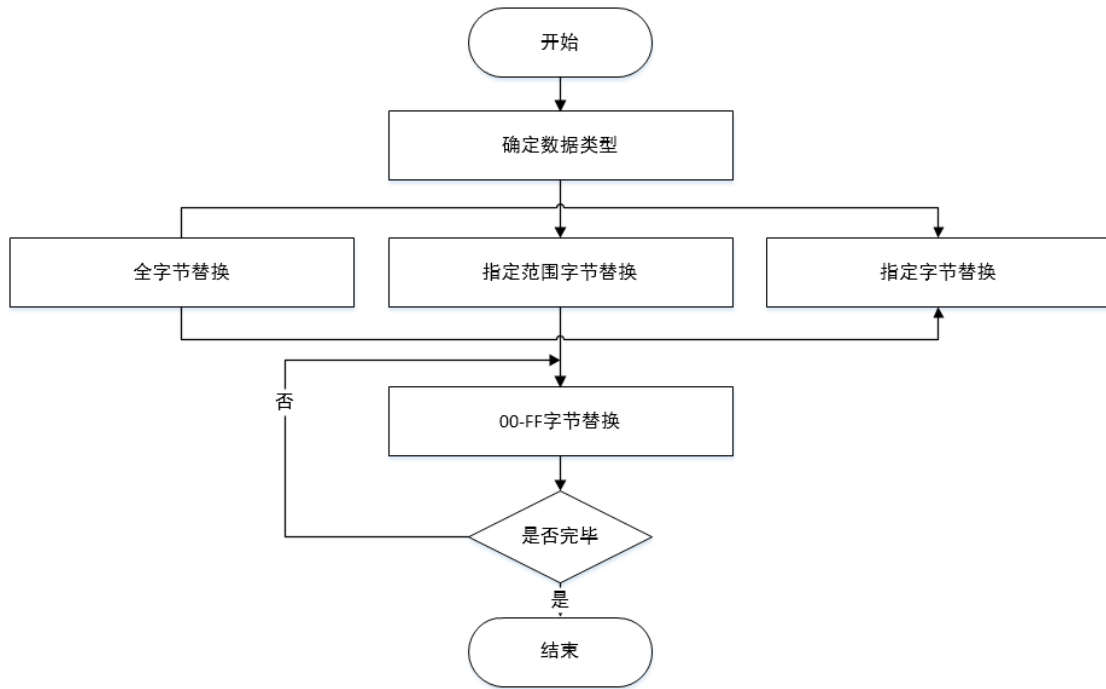 开始
确定数据类型
全字节替换
指定范围字节替换
指定字节替换
否
00-FF字节替换
是否完毕
是
结束